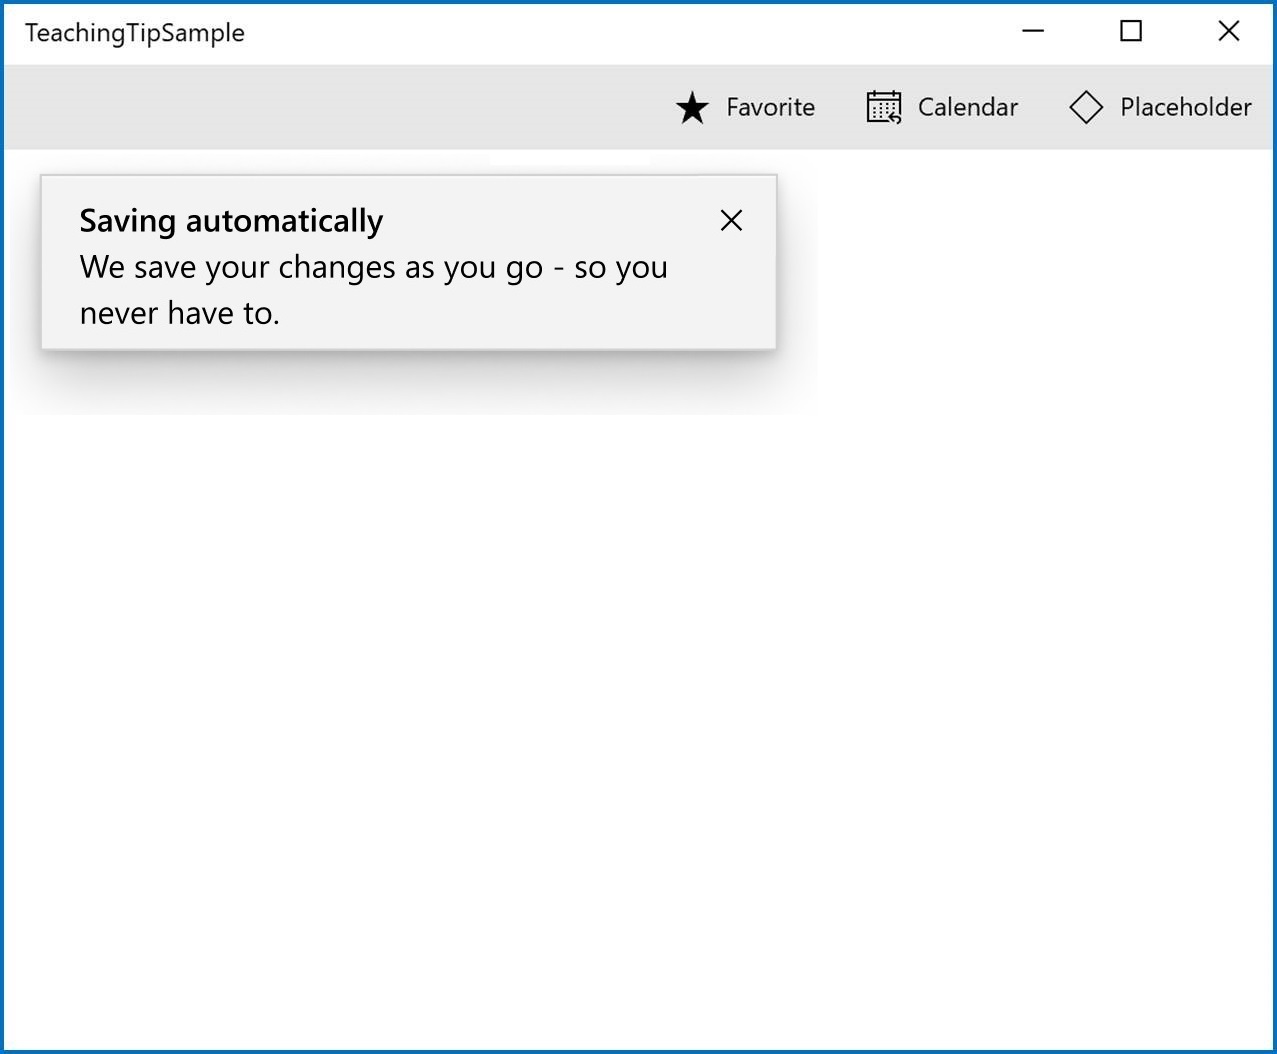 TeachingTipSample
Favorite Calendar Placeholder
Saving automatically
We save your changes as you go - so you
never have to.